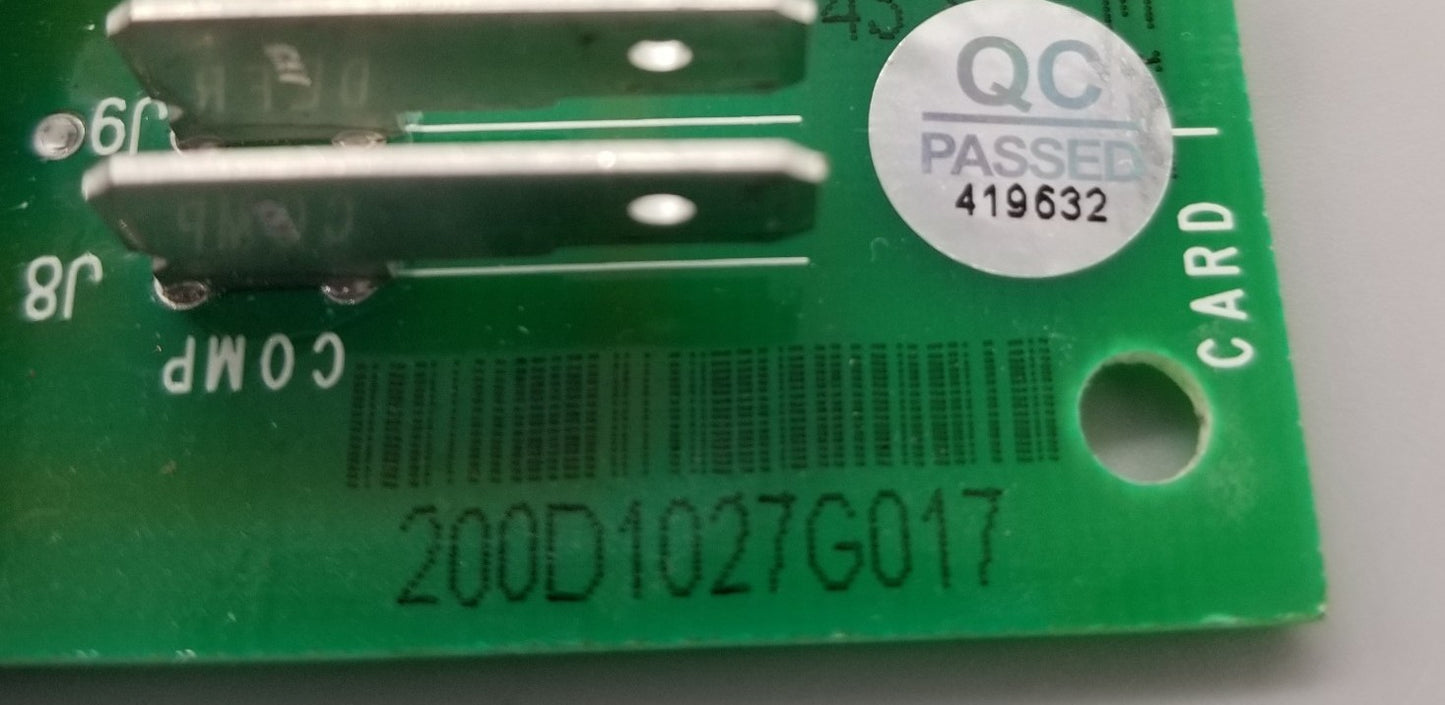 J9
QC
PASSED
419632
J8
COMP
CARD
200D1027G017